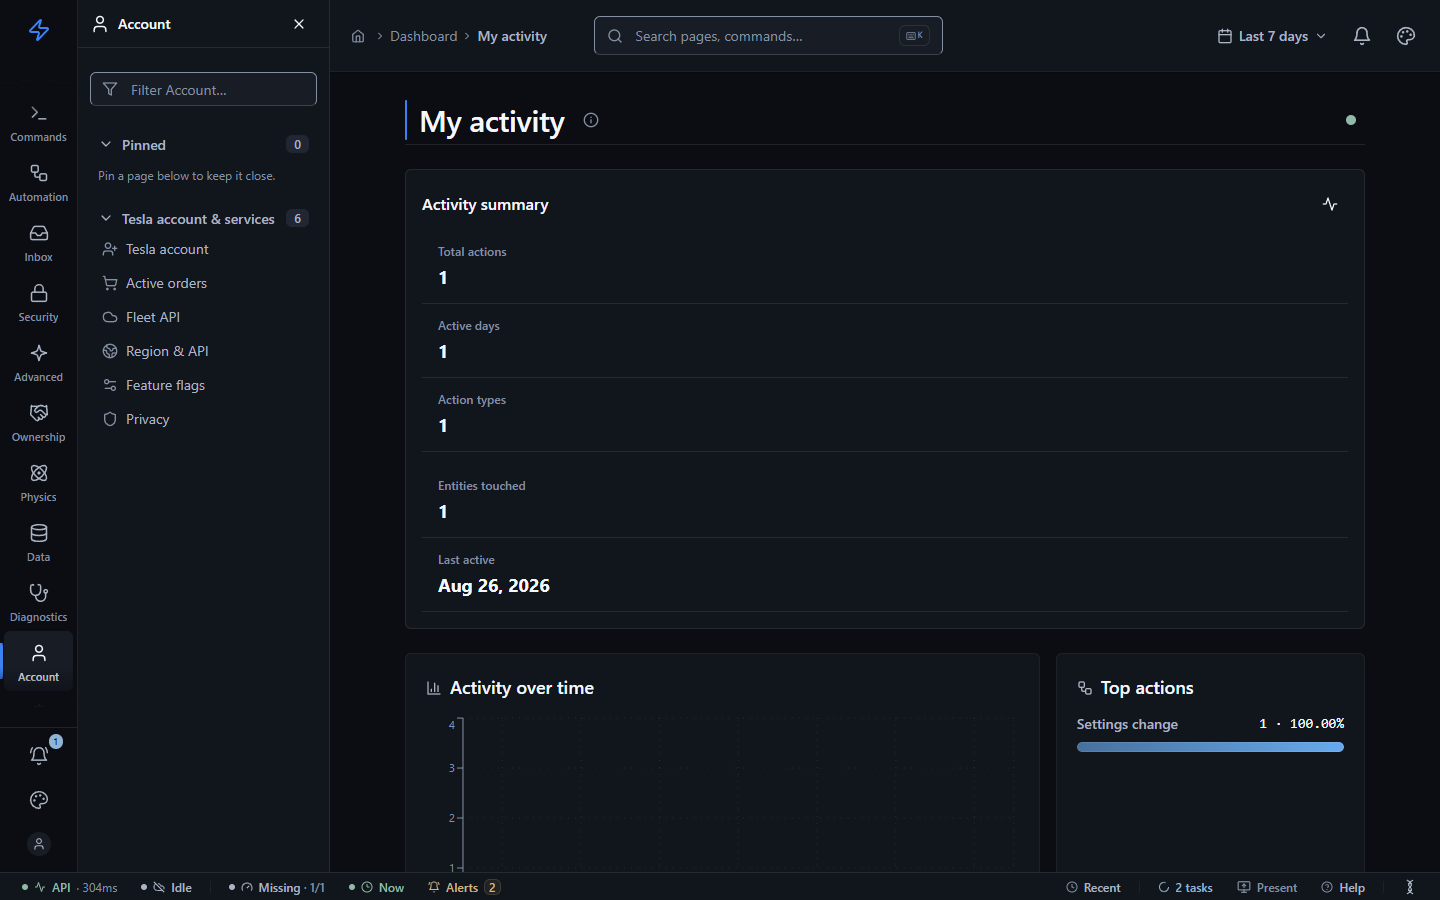 Account
Dashboard
My activity
Search pages, commands...
K
Last 7 days
Filter Account...
Commands
Automation
Inbox
Security
Advanced
Ownership
Physics
Data
Diagnostics
Account
1
Pinned
0
Pin a page below to keep it close.
Tesla account & services
6
Tesla account
Active orders
Fleet API
Region & API
Feature flags
Privacy
My activity
Activity summary
Total actions
1
Active days
1
Action types
1
Entities touched
1
Last active
Aug 26, 2026
Activity over time
4
3
2
1
Top actions
Settings change
1 · 100.00%
API · 304ms
Idle
Missing · 1/1
Now
Alerts 2
Recent
2 tasks
Present
Help